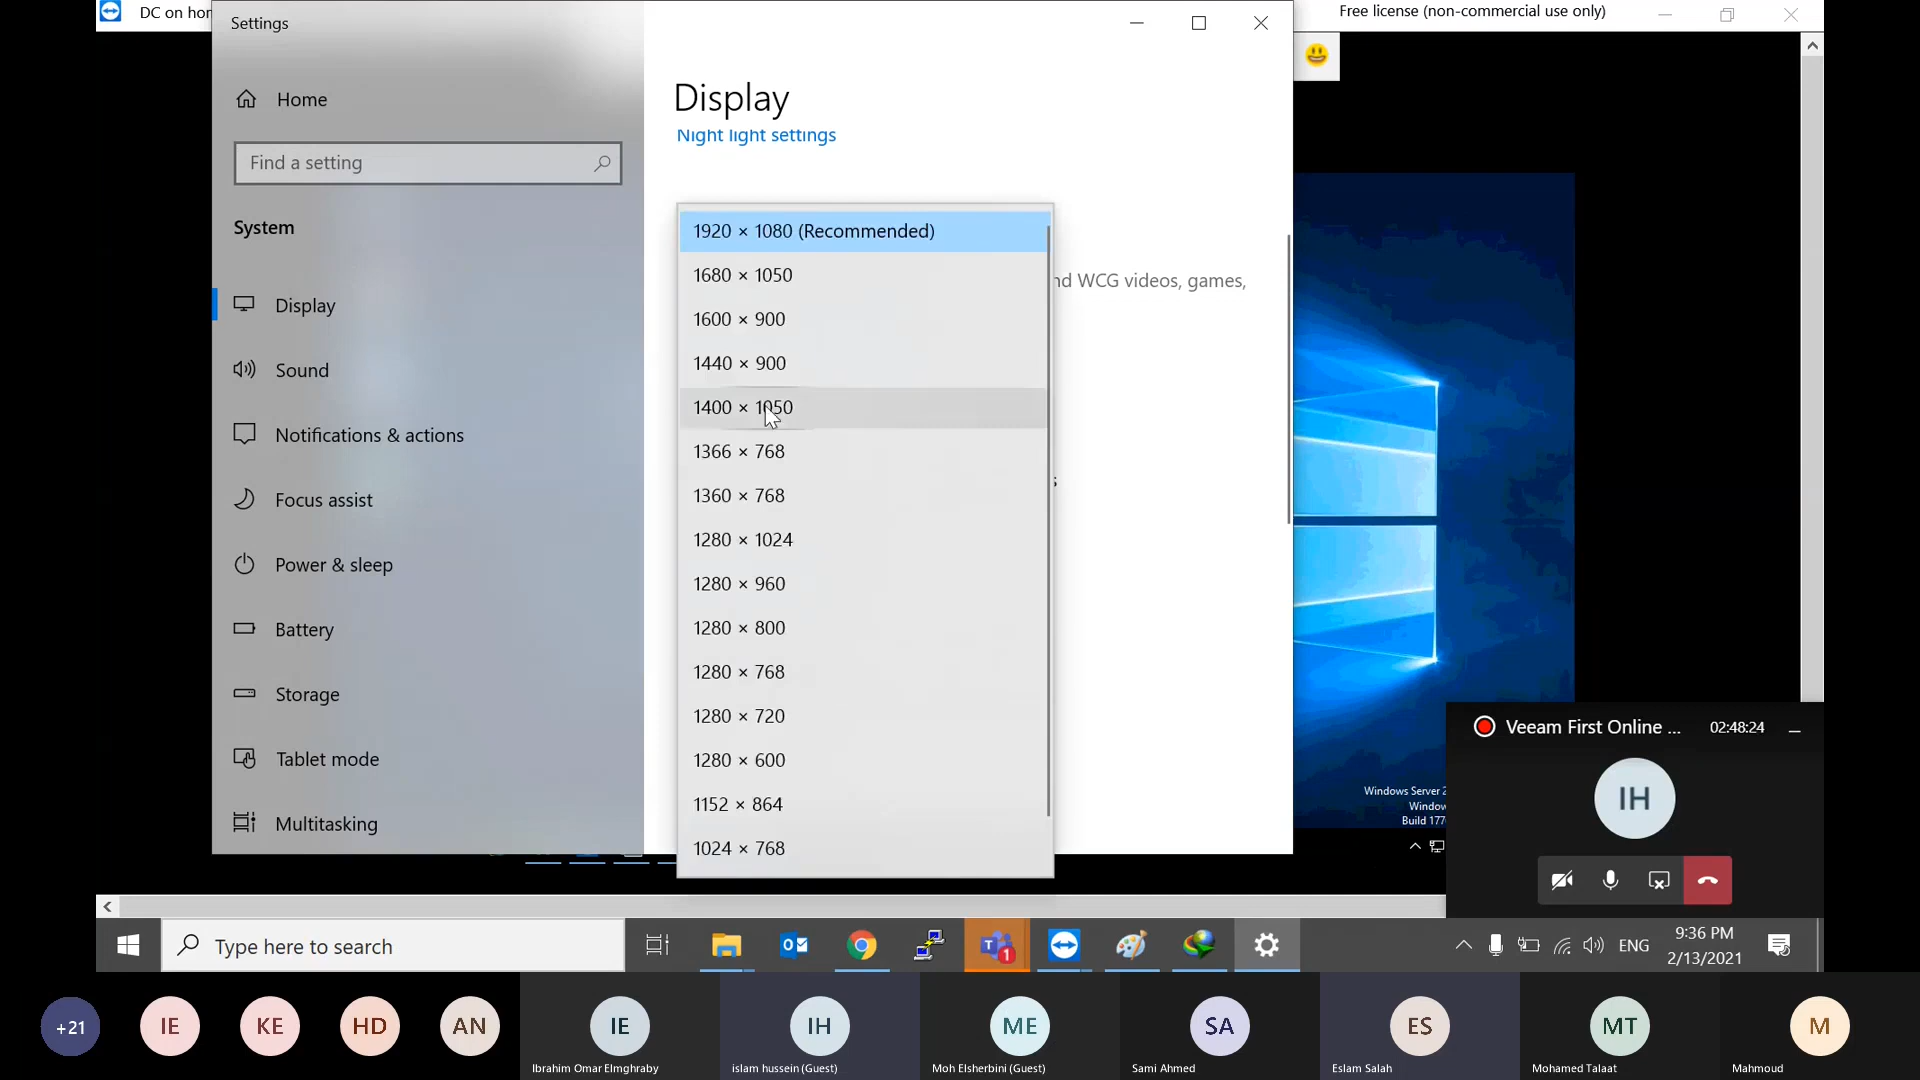 DC on hor
Settings
Free license (non-commercial use only)
Home
Display
Night light settings
Find a setting
System
1920 × 1080 (Recommended)
1680 × 1050
nd WCG videos, games,
Display
1600 × 900
Sound
1440 × 900
1400 × 1050
Notifications & actions
1366 × 768
Focus assist
1360 × 768
s
1280 × 1024
Power & sleep
1280 × 960
Battery
1280 × 800
Storage
1280 × 768
1280 × 720
Veeam First Online ...
02:48:24
Tablet mode
1280 × 600
IH
Windows Server 2
Multitasking
1152 × 864
Window
Build 177
1024 × 768
Type here to search
1
ENG
9:36 PM
2/13/2021
+21
IE
KE
HD
AN
IE
IH
ME
SA
ES
MT
M
Ibrahim Omar Elmghraby
islam hussein (Guest)
Moh Elsherbini (Guest)
Sami Ahmed
Eslam Salah
Mohamed Talaat
Mahmoud